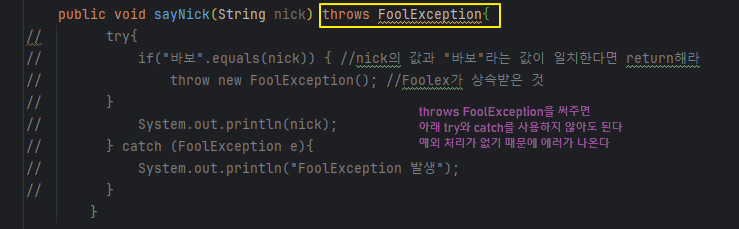 public void sayNick(String nick) throws FoolException{
// try{
// if("바보".equals(nick)) { //nick의 값과 "바보"라는 값이 일치한다면 return해라
// throw new FoolException(); //Foolex가 상속받은 것
// }
// System.out.println(nick);
// } catch (FoolException e){
// System.out.println("FoolException 발생");
// }
}
throws FoolException을 써주면
아래 try와 catch를 사용하지 않아도 된다
예외 처리가 없기 때문에 에러가 나온다